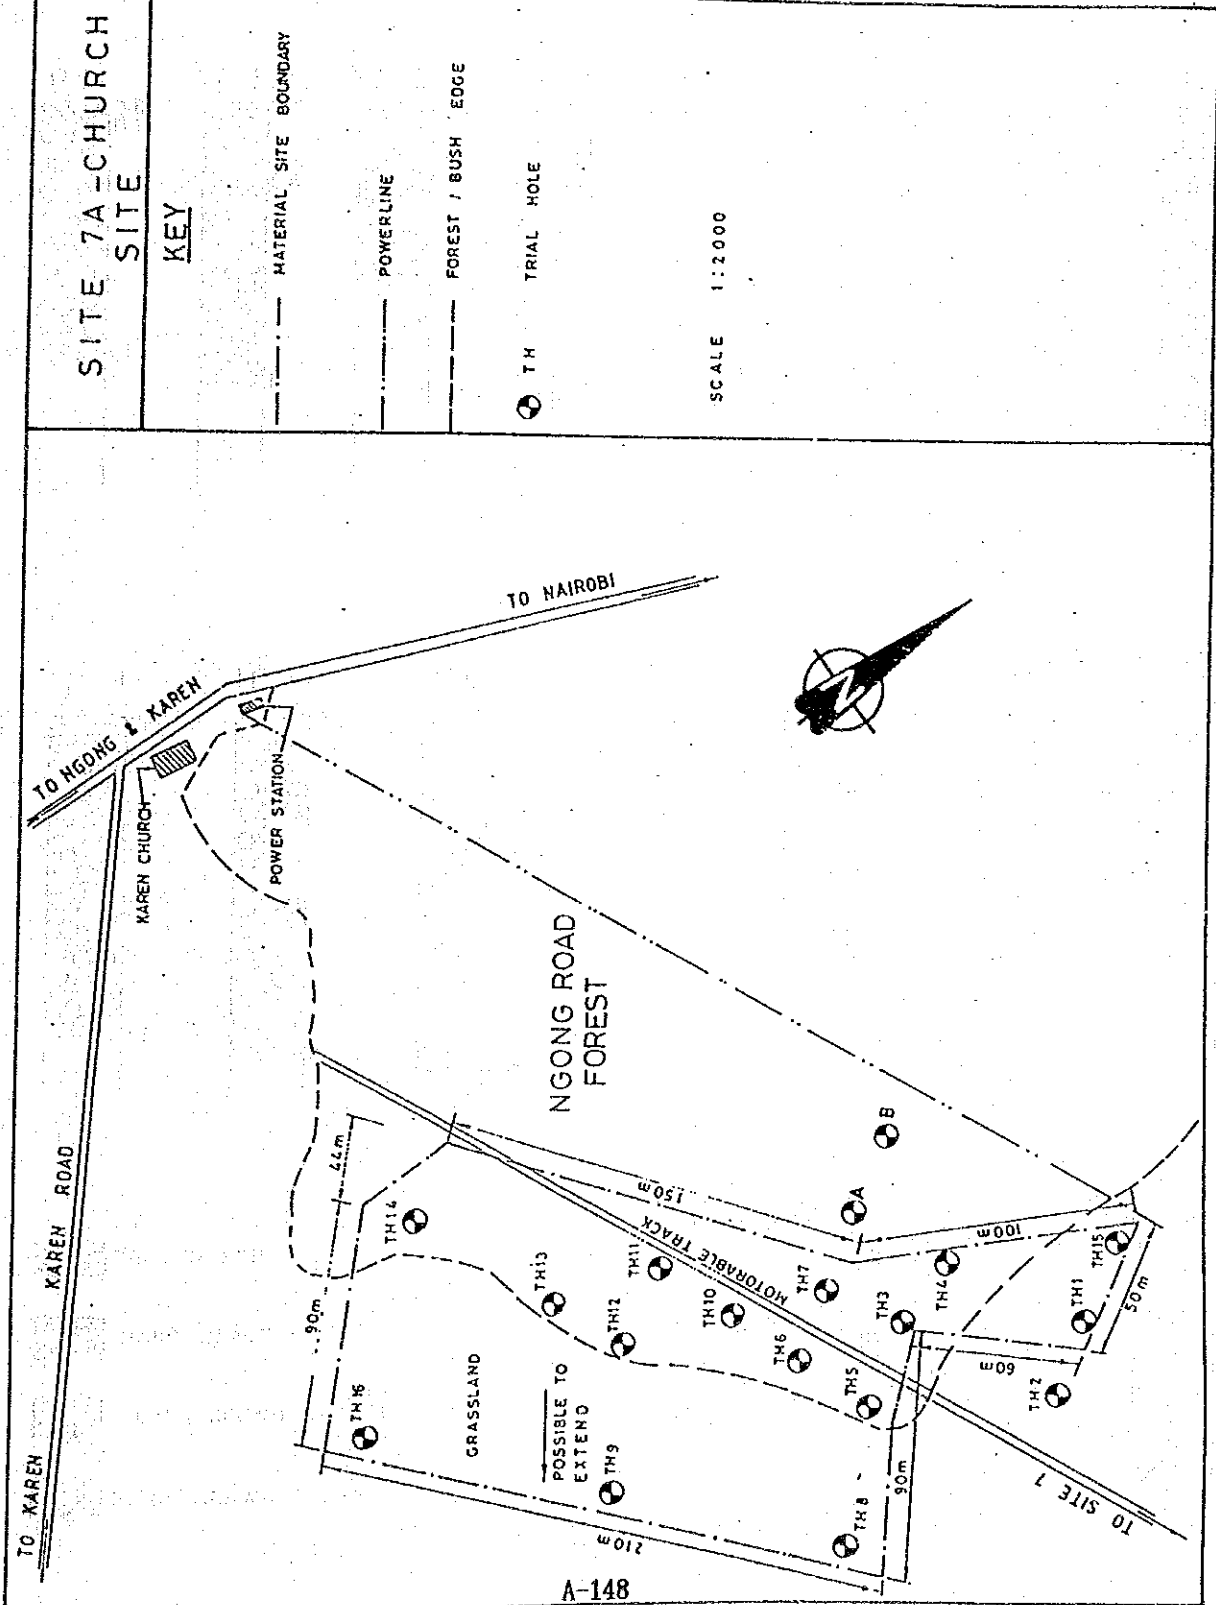 SITE 7A-CHURCH
SITE
KEY
MATERIAL SITE BOUNDARY
POWERLINE
FOREST / BUSH EDGE
TH TRIAL HOLE
SCALE 1:2000
TO NGONG & KAREN
TO NAIROBI
KAREN CHURCH
POWER STATION
TO KAREN
KAREN ROAD
NGONG ROAD
FOREST
N
44m
90m
150m
100m
MOTORABLE TRACK
B
A
TH14
TH13
TH11
TH12
TH10
TH7
TH6
TH3
TH4
TH15
TH5
TH1
50m
60m
TH2
TH16
GRASSLAND
POSSIBLE TO
EXTEND
TH9
TH8
90m
210m
TO SITE 7
A-148